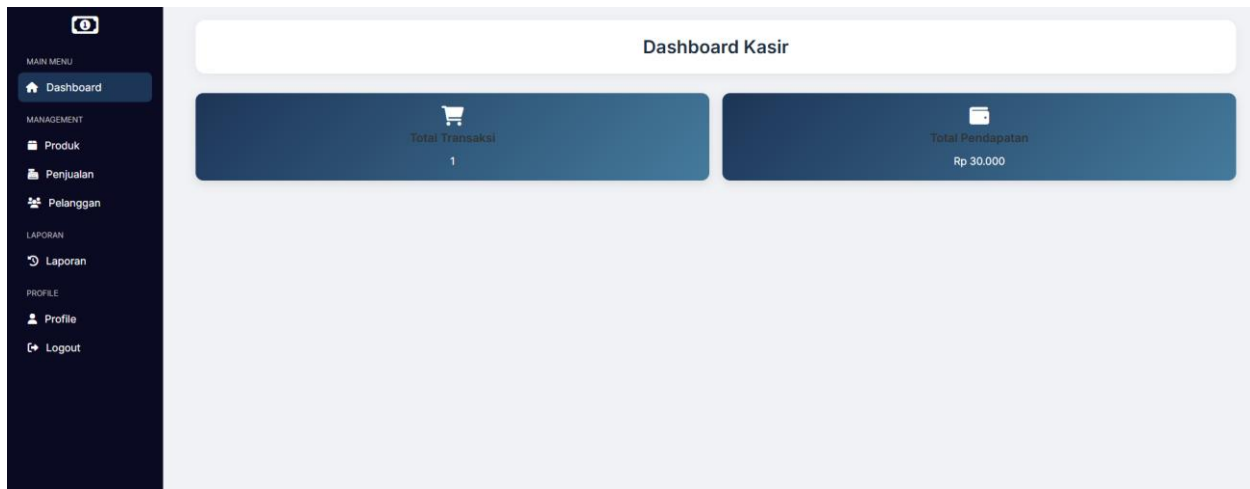 MAIN MENU
Dashboard
MANAGEMENT
Produk
Penjualan
Pelanggan
LAPORAN
Laporan
PROFILE
Profile
Logout
Dashboard Kasir
Total Transaksi
1
Total Pendapatan
Rp 30.000